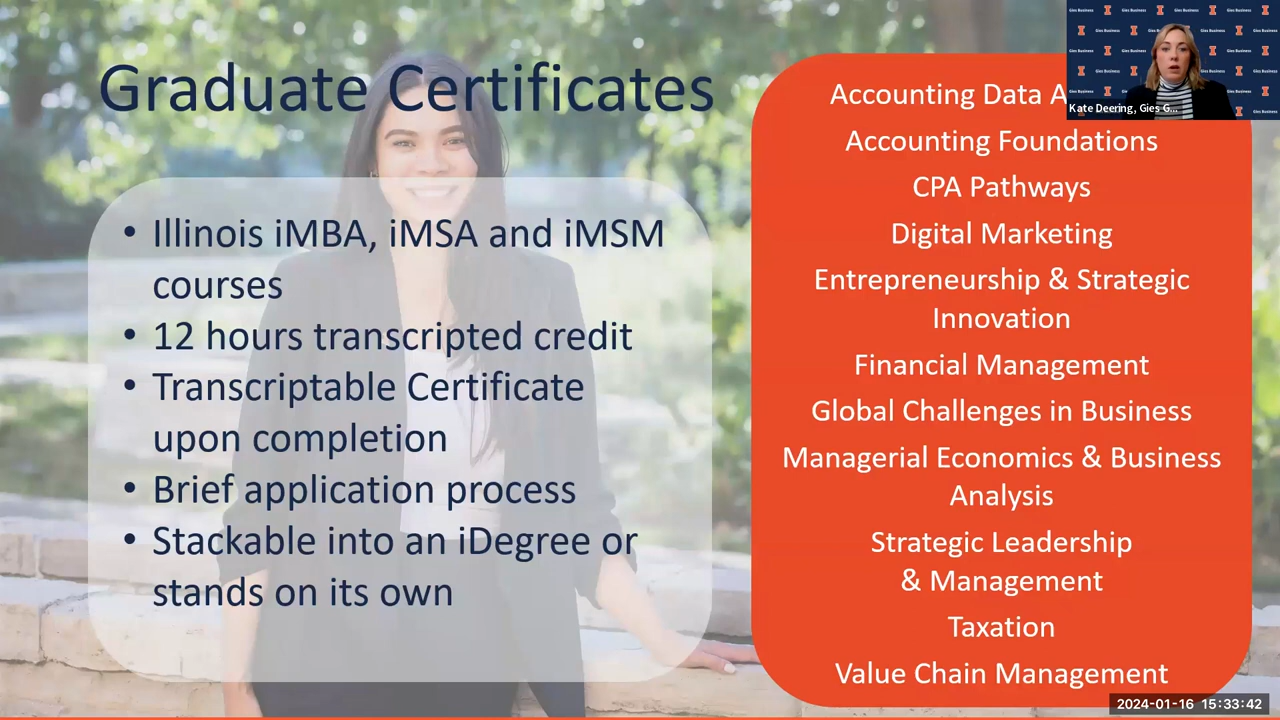 Graduate Certificates
Illinois iMBA, iMSA and iMSM
courses
12 hours transcripted credit
Transcriptable Certificate
upon completion
Brief application process
Stackable into an iDegree or
stands on its own
Accounting Data
Accounting Foundations
CPA Pathways
Digital Marketing
Entrepreneurship & Strategic
Innovation
Financial Management
Global Challenges in Business
Managerial Economics & Business
Analysis
Strategic Leadership
& Management
Taxation
Value Chain Management
Gies Business
Kate Deering, Gies G...
2024-01-16 15:33:42